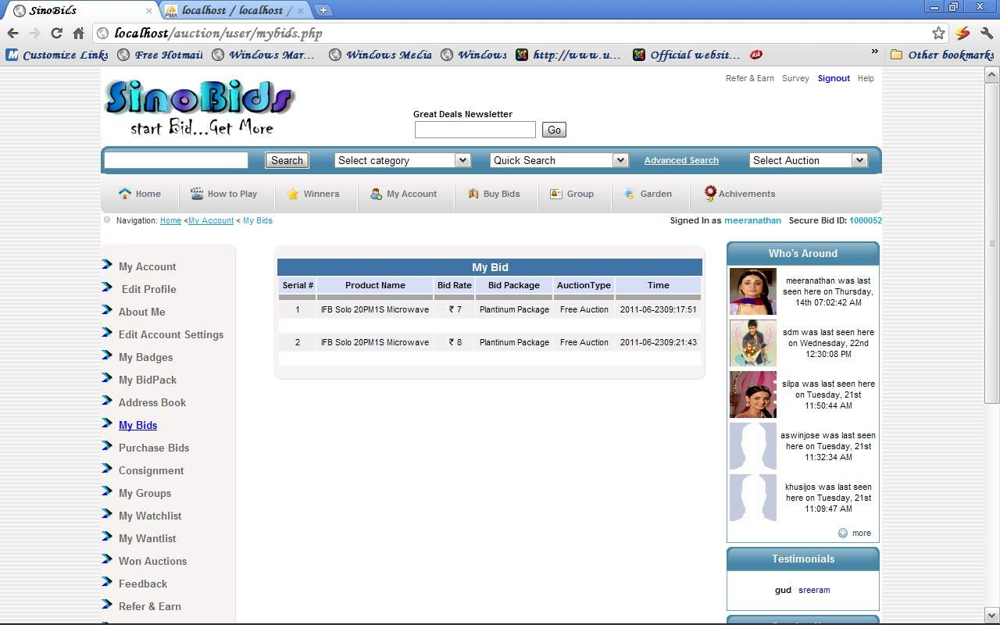 SinoBids
PMA localhost / localhost /
localhost/auction/user/mybids.php
Customize Links Free Hotmail Windows Mar... Windows Media Windows http://www.u... Official websit... Ask » Other bookmarks
Refer & Earn Survey Signout Help
SinoBids
start Bid...Get More
Great Deals Newsletter
Go
Search Select category Quick Search Advanced Search Select Auction
Home How to Play Winners My Account Buy Bids Group Garden Achivements
Navigation: Home <My Account < My Bids
Signed In as meeranathan Secure Bid ID: 1000052
My Account
Edit Profile
About Me
Edit Account Settings
My Badges
My BidPack
Address Book
My Bids
Purchase Bids
Consignment
My Groups
My Watchlist
My Wantlist
Won Auctions
Feedback
Refer & Earn
My Bid
Serial # Product Name Bid Rate Bid Package AuctionType Time
1 IFB Solo 20PM1S Microwave ₹ 7 Plantinum Package Free Auction 2011-06-2309:17:51
2 IFB Solo 20PM1S Microwave ₹ 8 Plantinum Package Free Auction 2011-06-2309:21:43
Who's Around
meeranathan was last
seen here on Thursday,
14th 07:02:42 AM
sdm was last seen here
on Wednesday, 22nd
12:30:08 PM
silpa was last seen here
on Tuesday, 21st
11:50:44 AM
aswinjose was last seen
here on Tuesday, 21st
11:32:34 AM
khusijos was last seen
here on Tuesday, 21st
11:09:47 AM
more
Testimonials
gud sreeram